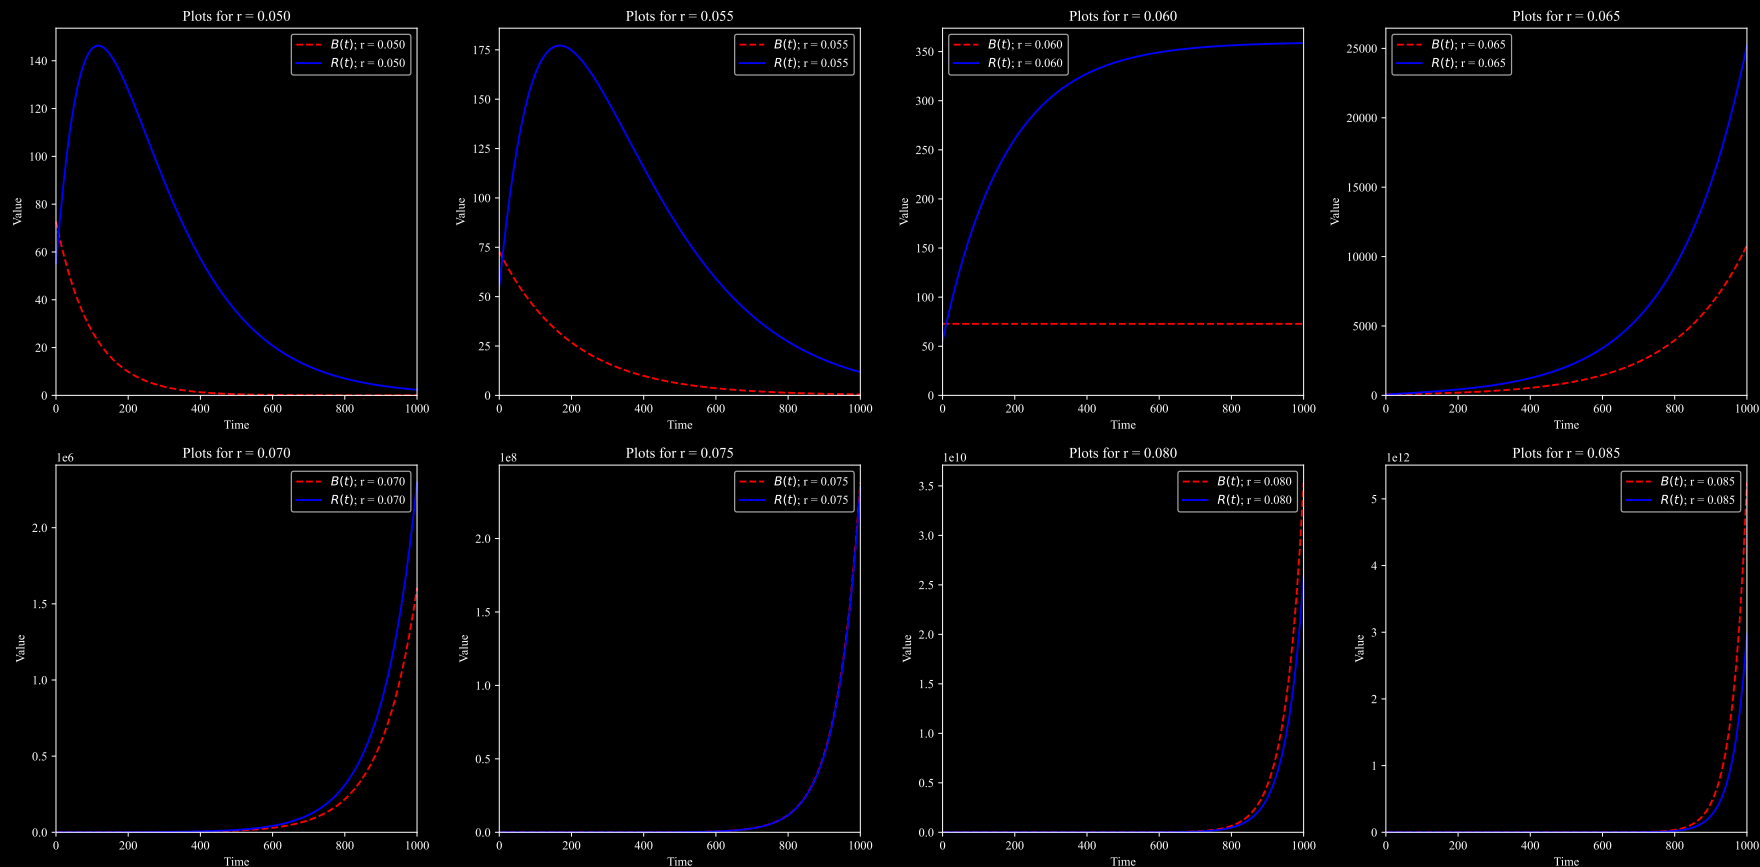 Plots for r = 0.050
B(t); r = 0.050
R(t); r = 0.050
140
120
100
80
60
40
20
0
Value
0 200 400 600 800 1000
Time
Plots for r = 0.055
B(t); r = 0.055
R(t); r = 0.055
175
150
125
100
75
50
25
0
Value
0 200 400 600 800 1000
Time
Plots for r = 0.060
B(t); r = 0.060
R(t); r = 0.060
350
300
250
200
150
100
50
0
Value
0 200 400 600 800 1000
Time
Plots for r = 0.065
B(t); r = 0.065
R(t); r = 0.065
25000
20000
15000
10000
5000
0
Value
0 200 400 600 800 1000
Time
Plots for r = 0.070
1e6
B(t); r = 0.070
R(t); r = 0.070
2.0
1.5
1.0
0.5
0.0
Value
0 200 400 600 800 1000
Time
Plots for r = 0.075
1e8
B(t); r = 0.075
R(t); r = 0.075
2.0
1.5
1.0
0.5
0.0
Value
0 200 400 600 800 1000
Time
Plots for r = 0.080
1e10
B(t); r = 0.080
R(t); r = 0.080
3.5
3.0
2.5
2.0
1.5
1.0
0.5
0.0
Value
0 200 400 600 800 1000
Time
Plots for r = 0.085
1e12
B(t); r = 0.085
R(t); r = 0.085
5
4
3
2
1
0
Value
0 200 400 600 800 1000
Time